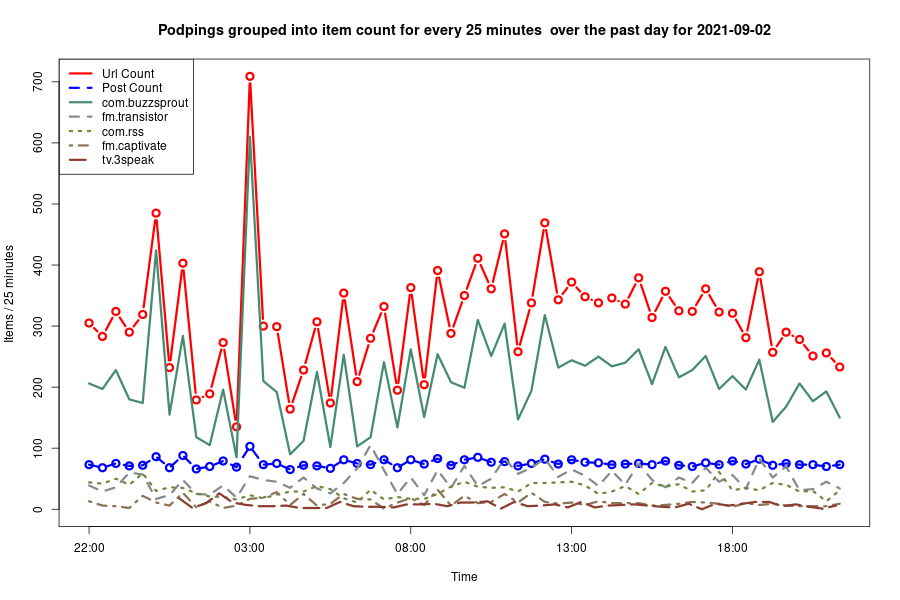 Podpings grouped into item count for every 25 minutes  over the past day for 2021-09-02
Url Count
Post Count
com.buzzsprout
fm.transistor
com.rss
fm.captivate
tv.3speak
Items / 25 minutes
700
600
500
400
300
200
100
0
22:00
03:00
08:00
13:00
18:00
Time